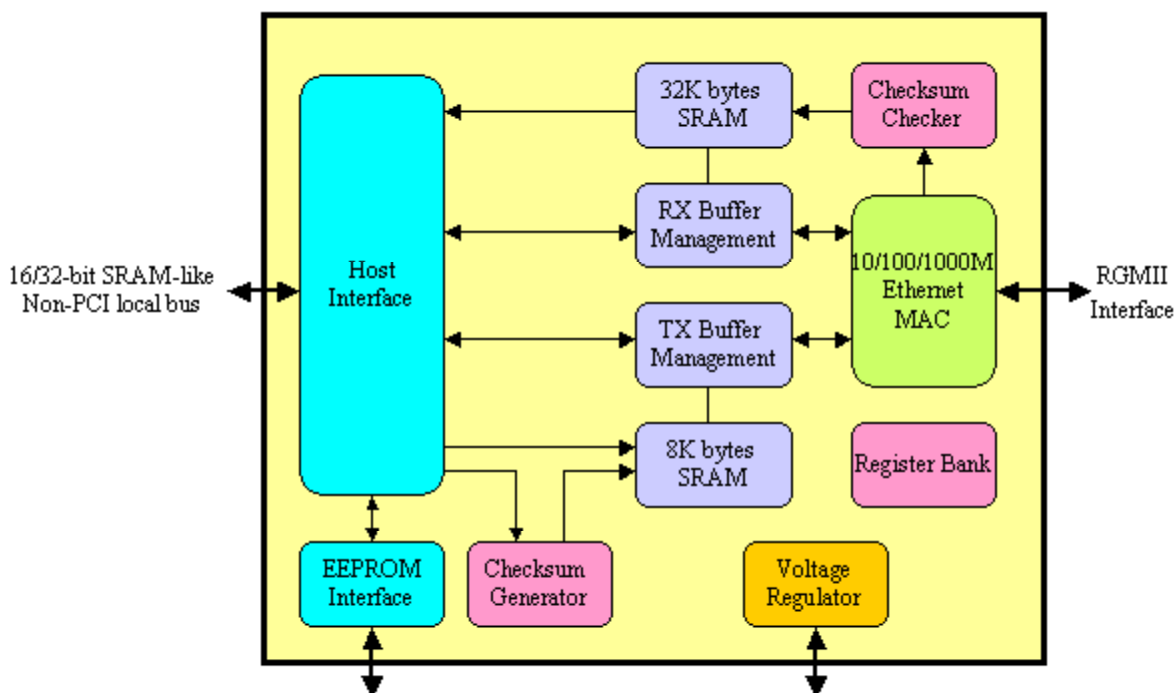 32K bytes
SRAM
Checksum
Checker
RX Buffer
Management
16/32-bit SRAM-like
Non-PCI local bus
Host
Interface
10/100/1000M
Ethernet
MAC
RGMII
Interface
TX Buffer
Management
8K bytes
SRAM
Register Bank
EEPROM
Interface
Checksum
Generator
Voltage
Regulator